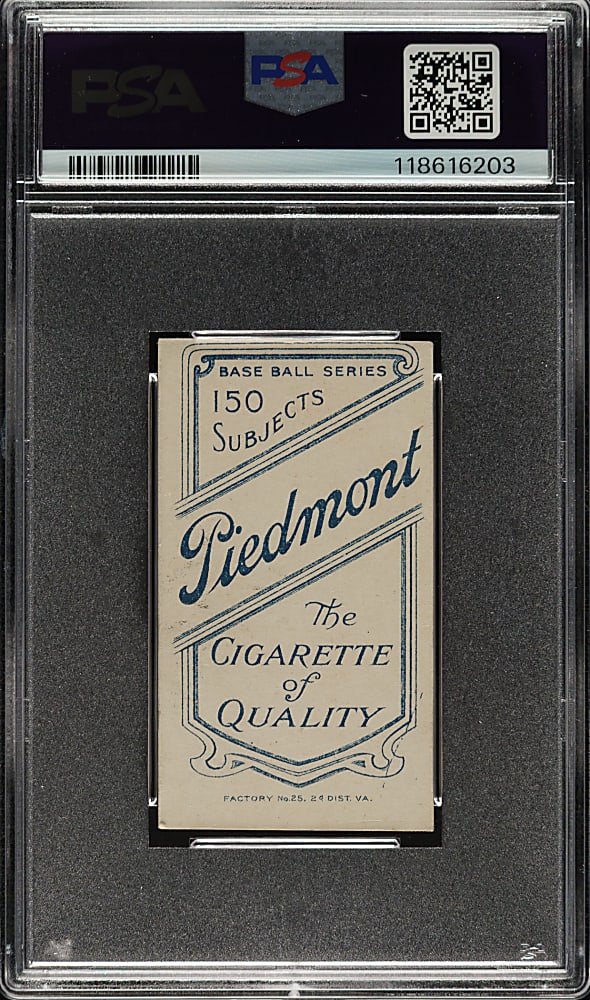 PSA
PSA
118616203
BASE BALL SERIES
150
SUBJECTS
Piedmont
The
CIGARETTE
of
QUALITY
FACTORY No. 25. 2d DIST. VA.